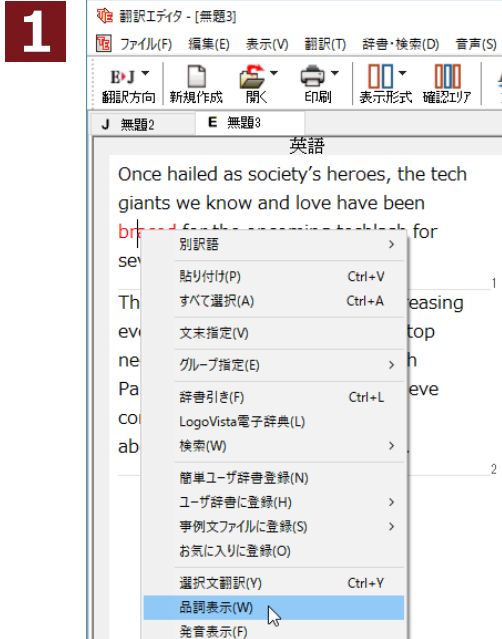 1
翻訳エディタ - [無題3]
ファイル(F) 編集(E) 表示(V) 翻訳(T) 辞書・検索(D) 音声(S)
E▸J
翻訳方向 新規作成 開く 印刷 表示形式 確認エリア
J 無題2 E 無題3
英語
Once hailed as society’s heroes, the tech
giants we know and love have been
braced for the upcoming techlash for
別訳語
貼り付け(P) Ctrl+V
1
すべて選択(A) Ctrl+A
文末指定(V)
グループ指定(E)
辞書引き(F) Ctrl+L
LogoVista電子辞典(L)
検索(W)
2
簡単ユーザ辞書登録(N)
ユーザ辞書に登録(H)
事例文ファイルに登録(S)
お気に入りに登録(O)
選択文翻訳(Y) Ctrl+Y
品詞表示(W)
発音表示(F)